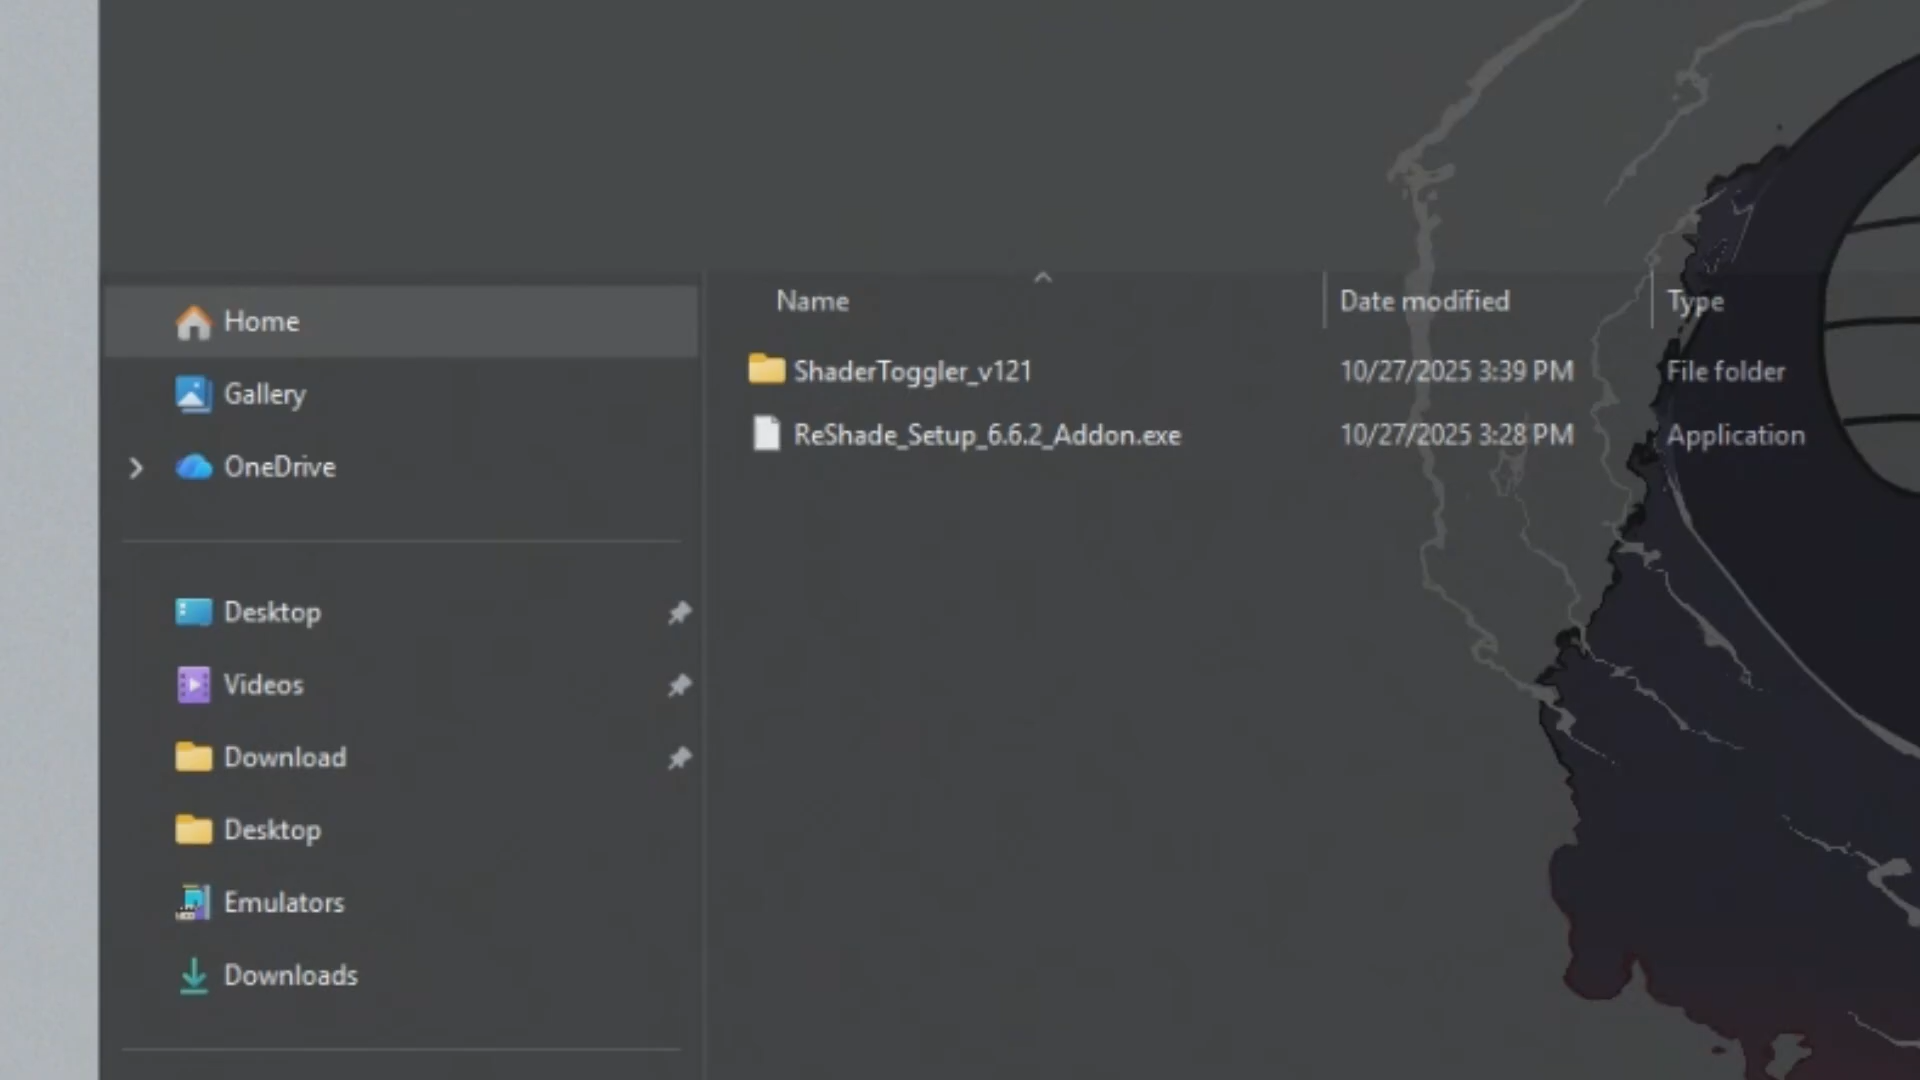 Home
Gallery
OneDrive
Desktop
Videos
Download
Desktop
Emulators
Downloads
Name Date modified Type
ShaderToggler_v121 10/27/2025 3:39 PM File folder
ReShade_Setup_6.6.2_Addon.exe 10/27/2025 3:28 PM Application